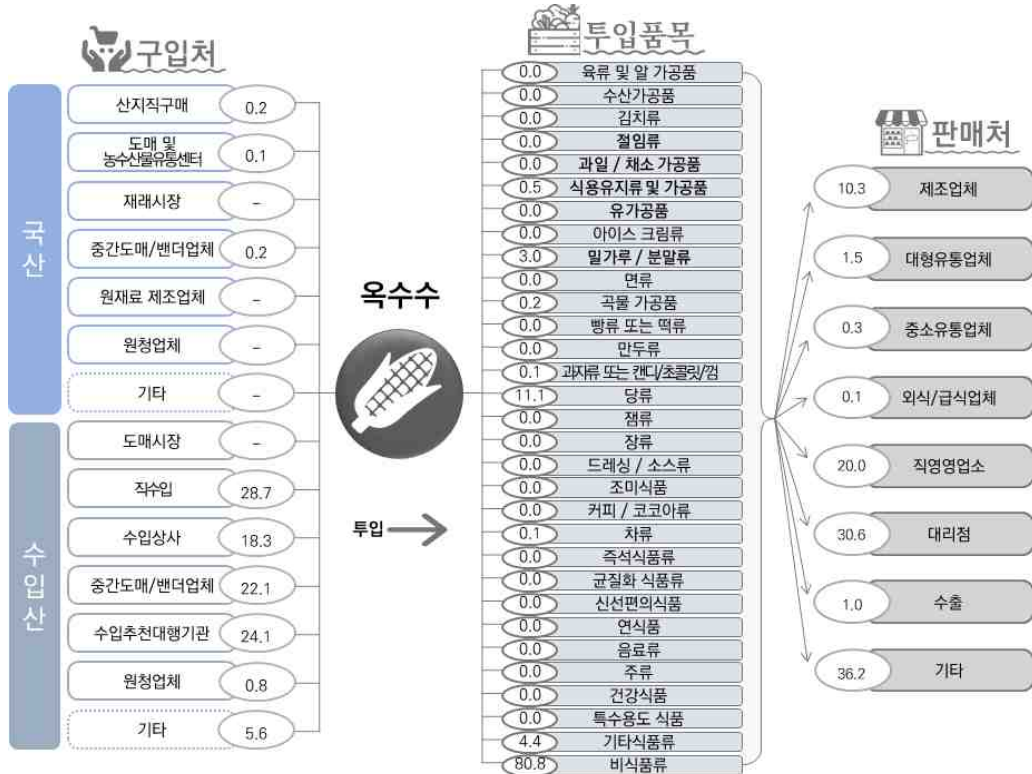 구입처
국산
산지직구매 0.2
도매 및
농수산물유통센터 0.1
재래시장 –
중간도매/밴더업체 0.2
원재료 제조업체 –
원청업체 –
기타 –
수입산
도매시장 –
직수입 28.7
수입상사 18.3
중간도매/밴더업체 22.1
수입추천대행기관 24.1
원청업체 0.8
기타 5.6
옥수수
투입
투입품목
0.0 육류 및 알 가공품
0.0 수산가공품
0.0 김치류
0.0 절임류
0.0 과일 / 채소 가공품
0.5 식용유지류 및 가공품
0.0 유가공품
0.0 아이스 크림류
3.0 밀가루 / 분말류
0.0 면류
0.2 곡물 가공품
0.0 빵류 또는 떡류
0.0 만두류
0.1 과자류 또는 캔디/초콜릿/껌
11.1 당류
0.0 잼류
0.0 장류
0.0 드레싱 / 소스류
0.0 조미식품
0.0 커피 / 코코아류
0.1 차류
0.0 즉석식품류
0.0 균질화 식품류
0.0 신선편의식품
0.0 연식품
0.0 음료류
0.0 주류
0.0 건강식품
0.0 특수용도 식품
4.4 기타식품류
80.8 비식품류
판매처
10.3 제조업체
1.5 대형유통업체
0.3 중소유통업체
0.1 외식/급식업체
20.0 직영영업소
30.6 대리점
1.0 수출
36.2 기타